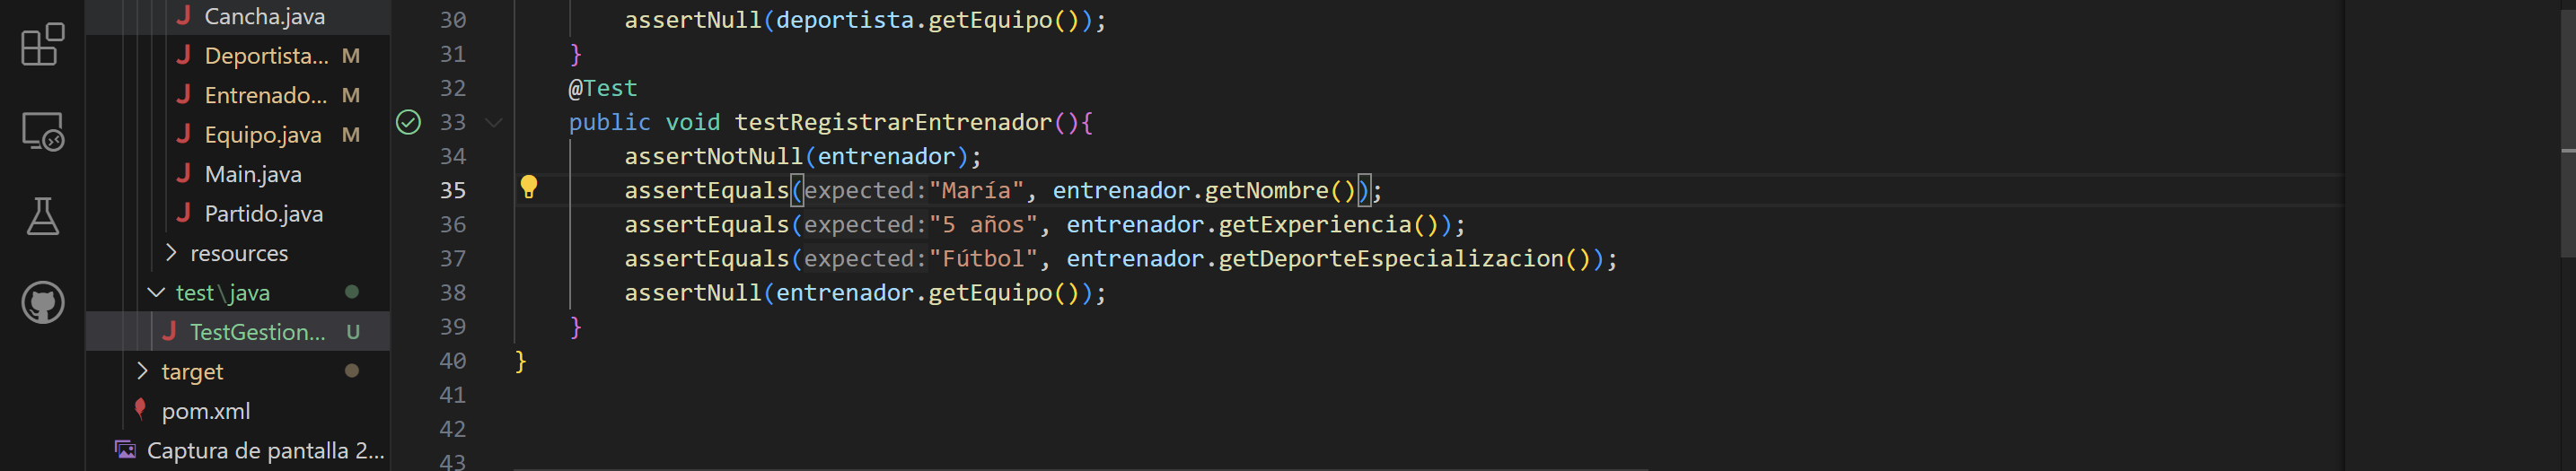 Cancha.java
Deportista... M
Entrenado... M
Equipo.java M
Main.java
Partido.java
resources
test\java
TestGestion... U
target
pom.xml
Captura de pantalla 2...
30 assertNull(deportista.getEquipo());
31 }
32 @Test
33 public void testRegistrarEntrenador(){
34 assertNotNull(entrenador);
35 assertEquals(expected:"María", entrenador.getNombre());
36 assertEquals(expected:"5 años", entrenador.getExperiencia());
37 assertEquals(expected:"Fútbol", entrenador.getDeporteEspecializacion());
38 assertNull(entrenador.getEquipo());
39 }
40 }
41
42
43